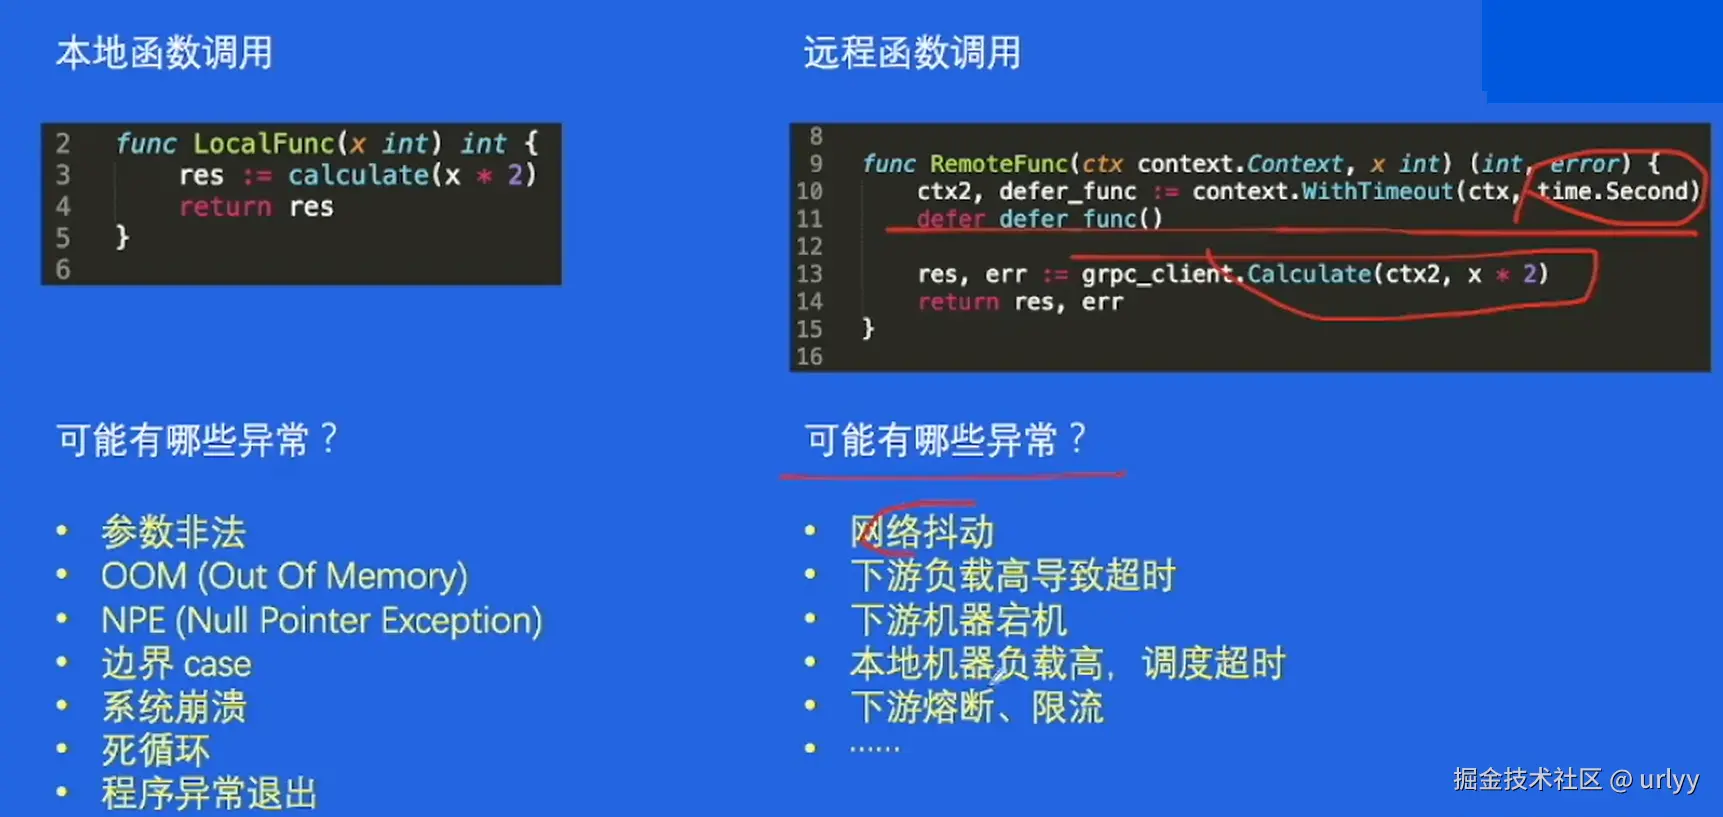 本地函数调用
2 func LocalFunc(x int) int {
3 res := calculate(x * 2)
4 return res
5 }
6
可能有哪些异常？
• 参数非法
• OOM (Out Of Memory)
• NPE (Null Pointer Exception)
• 边界 case
• 系统崩溃
• 死循环
• 程序异常退出
远程函数调用
8
9 func RemoteFunc(ctx context.Context, x int) (int, error) {
10 ctx2, defer_func := context.WithTimeout(ctx, time.Second)
11 defer defer_func()
12
13 res, err := grpc_client.Calculate(ctx2, x * 2)
14 return res, err
15 }
16
可能有哪些异常？
• 网络抖动
• 下游负载高导致超时
• 下游机器宕机
• 本地机器负载高，调度超时
• 下游熔断、限流
• ……
掘金技术社区 @ urlyy